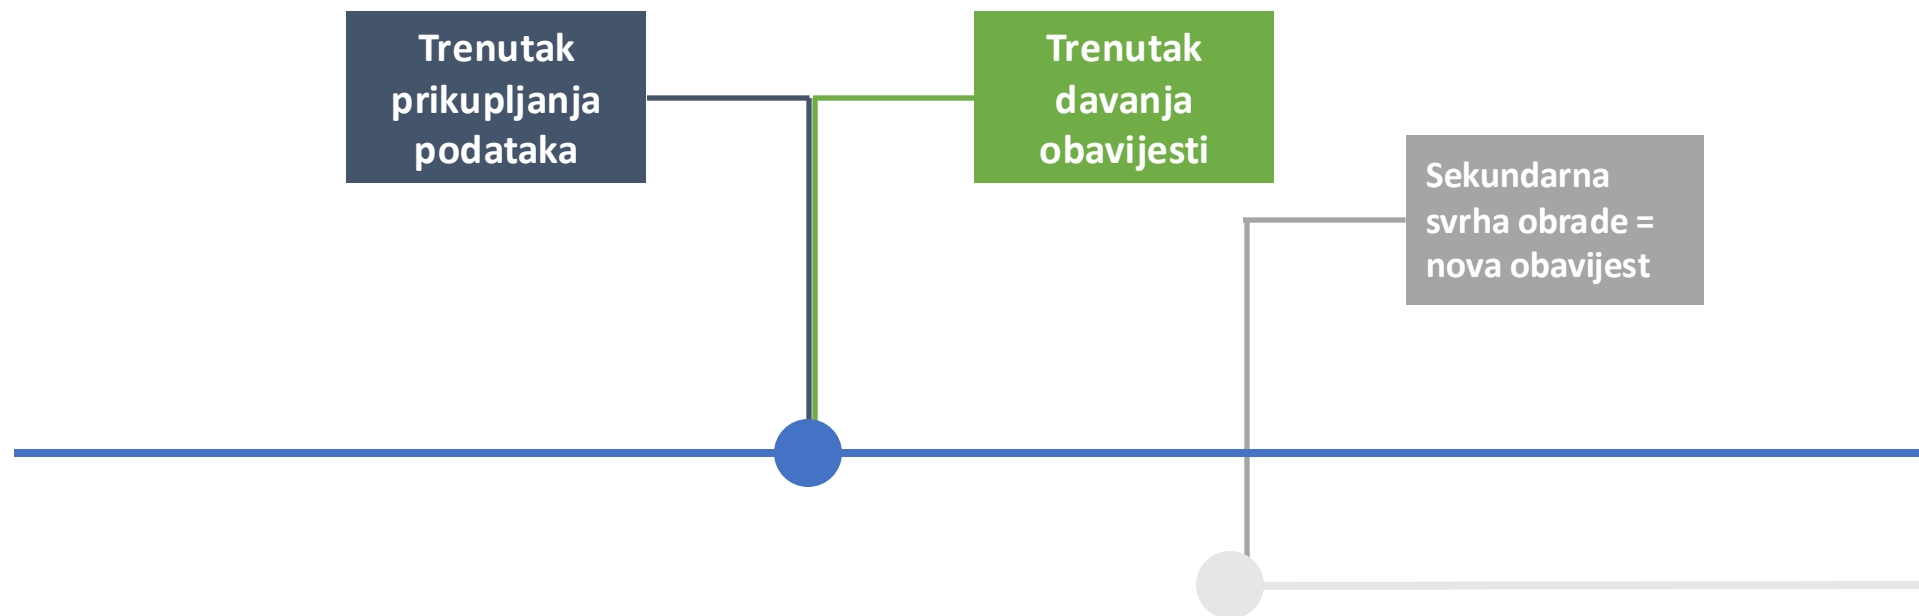 Trenutak
prikupljanja
podataka
Trenutak
davanja
obavijesti
Sekundarna
svrha obrade =
nova obavijest